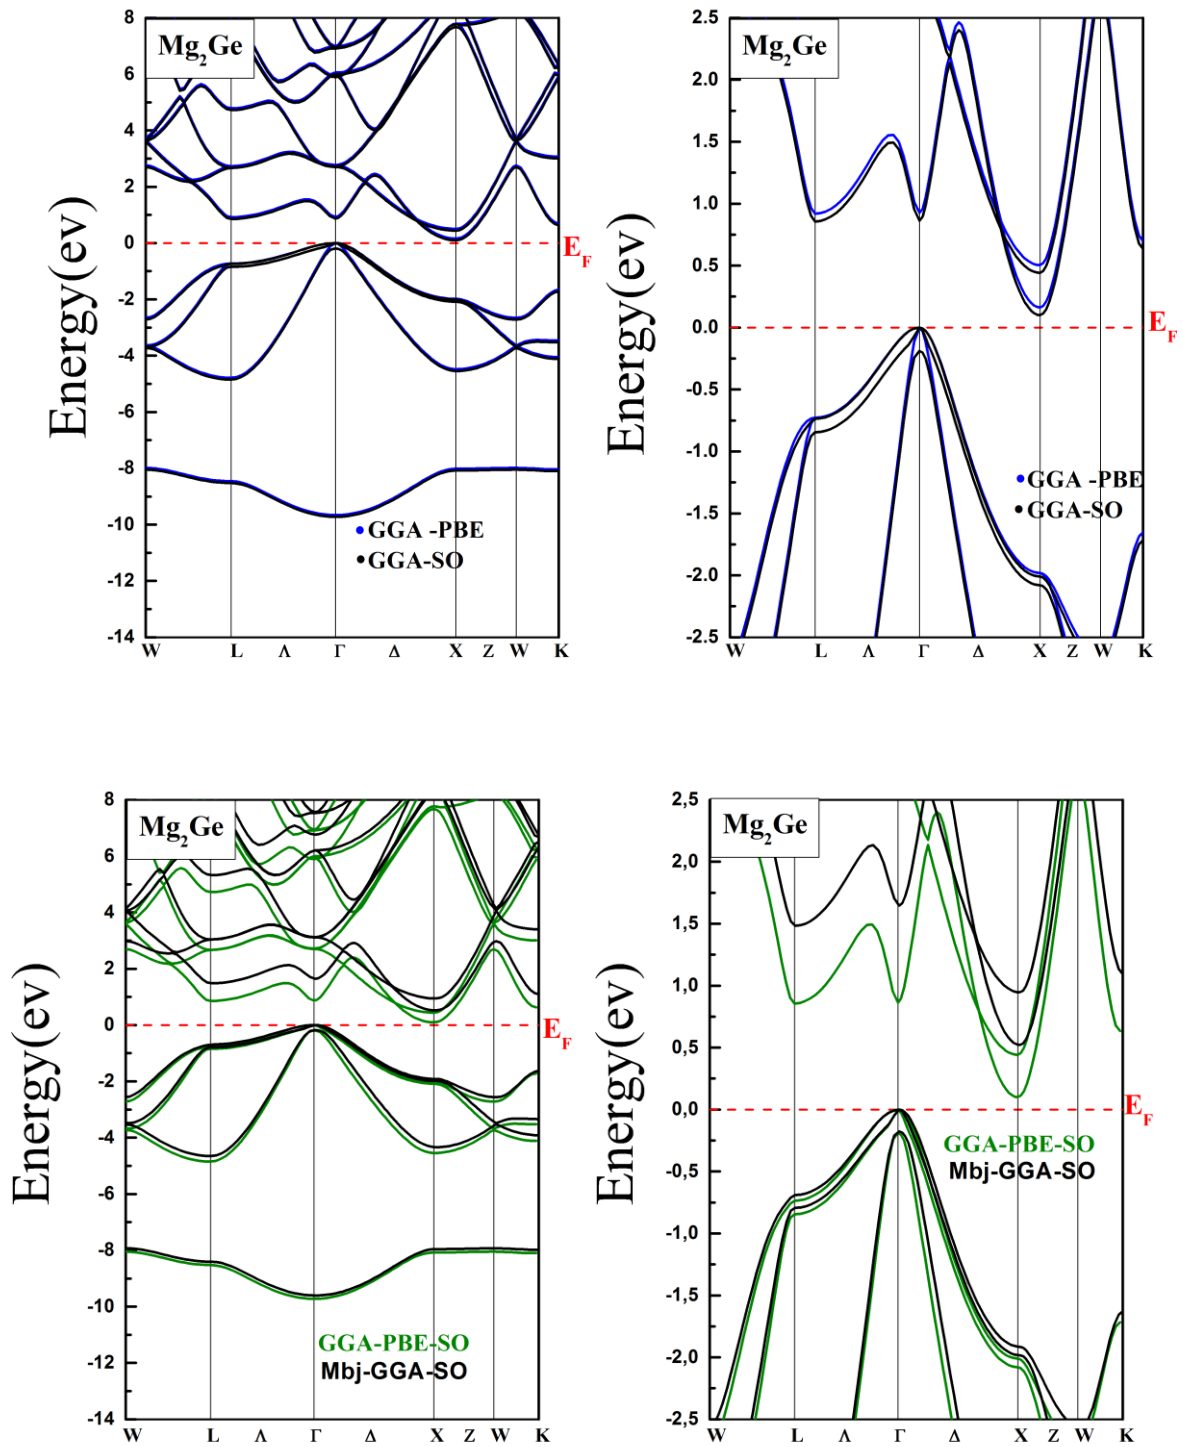 Mg2Ge
Energy(ev)
8
6
4
2
0
-2
-4
-6
-8
-10
-12
-14
EF
GGA -PBE
GGA-SO
W L Λ Γ Δ X Z W K
Mg2Ge
Energy(ev)
2.5
2.0
1.5
1.0
0.5
0.0
-0.5
-1.0
-1.5
-2.0
-2.5
EF
GGA -PBE
GGA-SO
W L Λ Γ Δ X Z W K
Mg2Ge
Energy(ev)
8
6
4
2
0
-2
-4
-6
-8
-10
-12
-14
EF
GGA-PBE-SO
Mbj-GGA-SO
W L Λ Γ Δ X Z W K
Mg2Ge
Energy(ev)
2,5
2,0
1,5
1,0
0,5
0,0
-0,5
-1,0
-1,5
-2,0
-2,5
EF
GGA-PBE-SO
Mbj-GGA-SO
W L Λ Γ Δ X Z W K